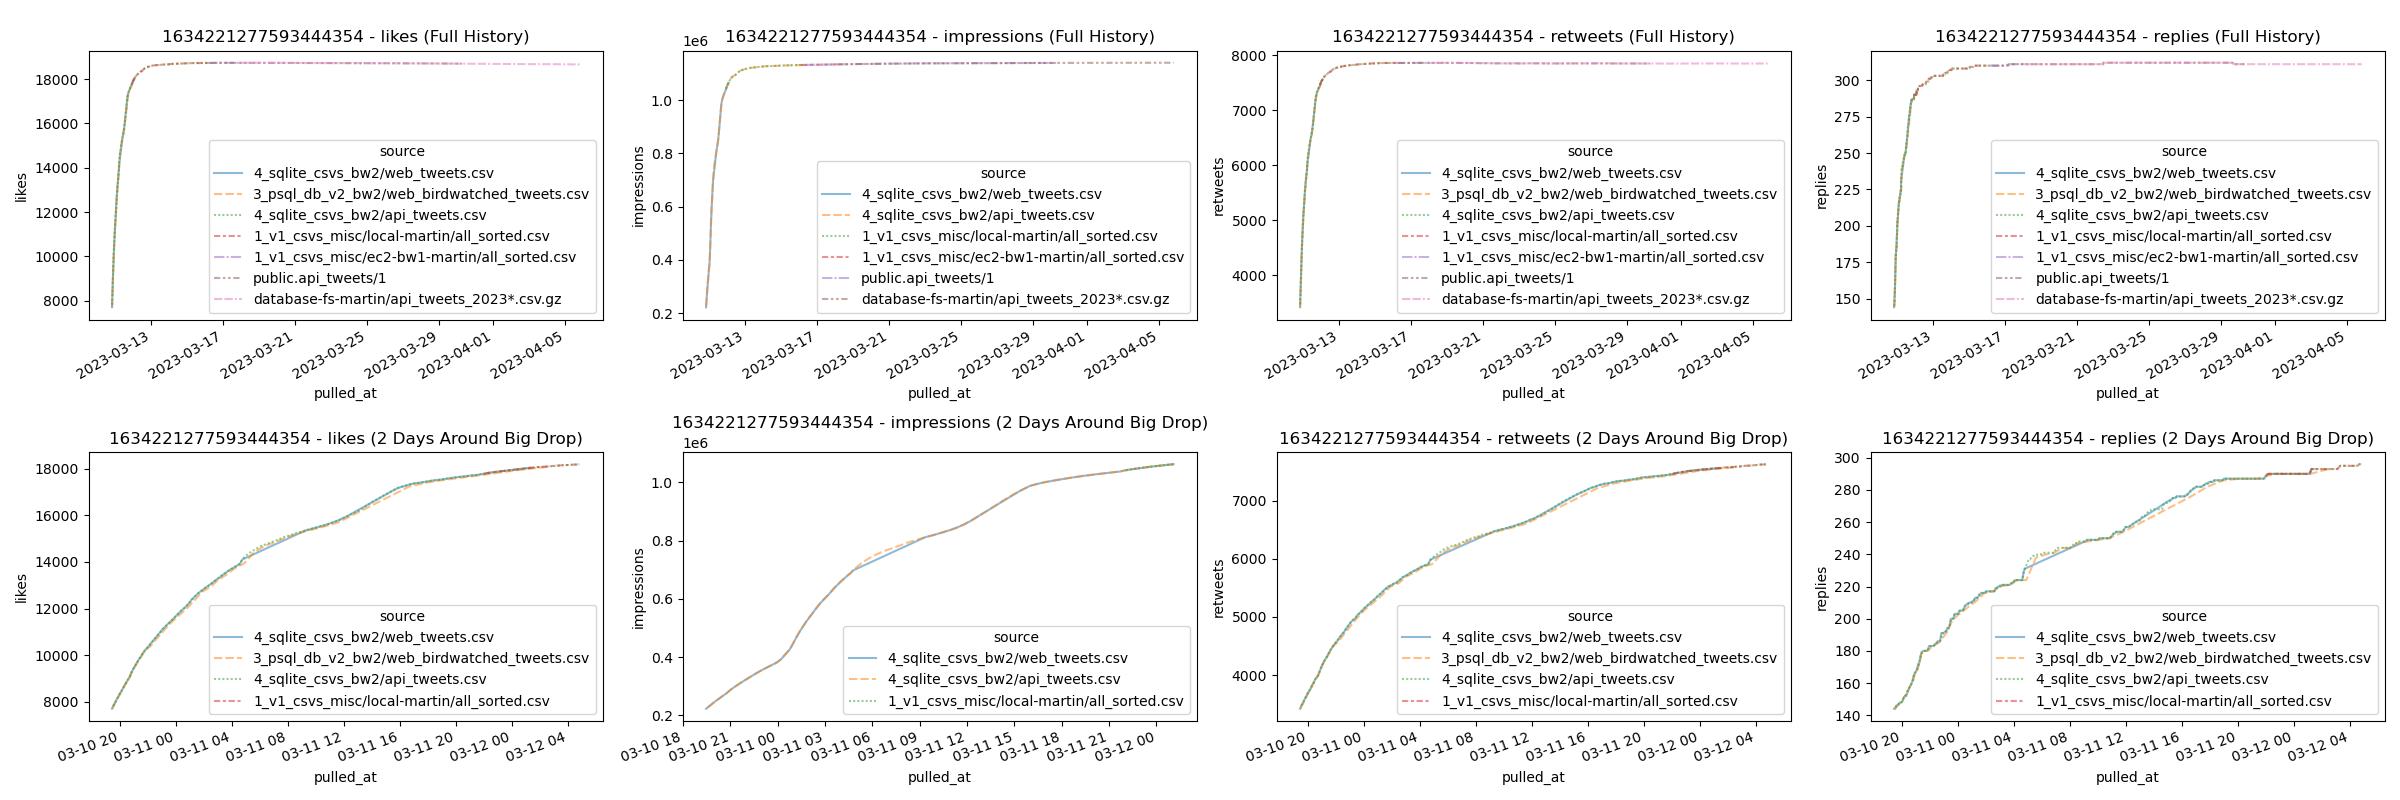 1634221277593444354 - likes (Full History)
18000
16000
14000
12000
10000
8000
likes
source
4_sqlite_csvs_bw2/web_tweets.csv
3_psql_db_v2_bw2/web_birdwatched_tweets.csv
4_sqlite_csvs_bw2/api_tweets.csv
1_v1_csvs_misc/local-martin/all_sorted.csv
1_v1_csvs_misc/ec2-bw1-martin/all_sorted.csv
public.api_tweets/1
database-fs-martin/api_tweets_2023*.csv.gz
2023-03-13
2023-03-17
2023-03-21
2023-03-25
2023-03-29
2023-04-01
2023-04-05
pulled_at
1634221277593444354 - impressions (Full History)
1e6
1.0
0.8
0.6
0.4
0.2
impressions
source
4_sqlite_csvs_bw2/web_tweets.csv
4_sqlite_csvs_bw2/api_tweets.csv
1_v1_csvs_misc/local-martin/all_sorted.csv
1_v1_csvs_misc/ec2-bw1-martin/all_sorted.csv
public.api_tweets/1
database-fs-martin/api_tweets_2023*.csv.gz
2023-03-13
2023-03-17
2023-03-21
2023-03-25
2023-03-29
2023-04-01
2023-04-05
pulled_at
1634221277593444354 - retweets (Full History)
8000
7000
6000
5000
4000
retweets
source
4_sqlite_csvs_bw2/web_tweets.csv
3_psql_db_v2_bw2/web_birdwatched_tweets.csv
4_sqlite_csvs_bw2/api_tweets.csv
1_v1_csvs_misc/local-martin/all_sorted.csv
1_v1_csvs_misc/ec2-bw1-martin/all_sorted.csv
public.api_tweets/1
database-fs-martin/api_tweets_2023*.csv.gz
2023-03-13
2023-03-17
2023-03-21
2023-03-25
2023-03-29
2023-04-01
2023-04-05
pulled_at
1634221277593444354 - replies (Full History)
300
275
250
225
200
175
150
replies
source
4_sqlite_csvs_bw2/web_tweets.csv
3_psql_db_v2_bw2/web_birdwatched_tweets.csv
4_sqlite_csvs_bw2/api_tweets.csv
1_v1_csvs_misc/local-martin/all_sorted.csv
1_v1_csvs_misc/ec2-bw1-martin/all_sorted.csv
public.api_tweets/1
database-fs-martin/api_tweets_2023*.csv.gz
2023-03-13
2023-03-17
2023-03-21
2023-03-25
2023-03-29
2023-04-01
2023-04-05
pulled_at
1634221277593444354 - likes (2 Days Around Big Drop)
18000
16000
14000
12000
10000
8000
likes
source
4_sqlite_csvs_bw2/web_tweets.csv
3_psql_db_v2_bw2/web_birdwatched_tweets.csv
4_sqlite_csvs_bw2/api_tweets.csv
1_v1_csvs_misc/local-martin/all_sorted.csv
03-10 20
03-11 00
03-11 04
03-11 08
03-11 12
03-11 16
03-11 20
03-12 00
03-12 04
pulled_at
1634221277593444354 - impressions (2 Days Around Big Drop)
1e6
1.0
0.8
0.6
0.4
0.2
impressions
source
4_sqlite_csvs_bw2/web_tweets.csv
4_sqlite_csvs_bw2/api_tweets.csv
1_v1_csvs_misc/local-martin/all_sorted.csv
03-10 18
03-10 21
03-11 00
03-11 03
03-11 06
03-11 09
03-11 12
03-11 15
03-11 18
03-11 21
03-12 00
pulled_at
1634221277593444354 - retweets (2 Days Around Big Drop)
7000
6000
5000
4000
retweets
source
4_sqlite_csvs_bw2/web_tweets.csv
3_psql_db_v2_bw2/web_birdwatched_tweets.csv
4_sqlite_csvs_bw2/api_tweets.csv
1_v1_csvs_misc/local-martin/all_sorted.csv
03-10 20
03-11 00
03-11 04
03-11 08
03-11 12
03-11 16
03-11 20
03-12 00
03-12 04
pulled_at
1634221277593444354 - replies (2 Days Around Big Drop)
300
280
260
240
220
200
180
160
140
replies
source
4_sqlite_csvs_bw2/web_tweets.csv
3_psql_db_v2_bw2/web_birdwatched_tweets.csv
4_sqlite_csvs_bw2/api_tweets.csv
1_v1_csvs_misc/local-martin/all_sorted.csv
03-10 20
03-11 00
03-11 04
03-11 08
03-11 12
03-11 16
03-11 20
03-12 00
03-12 04
pulled_at